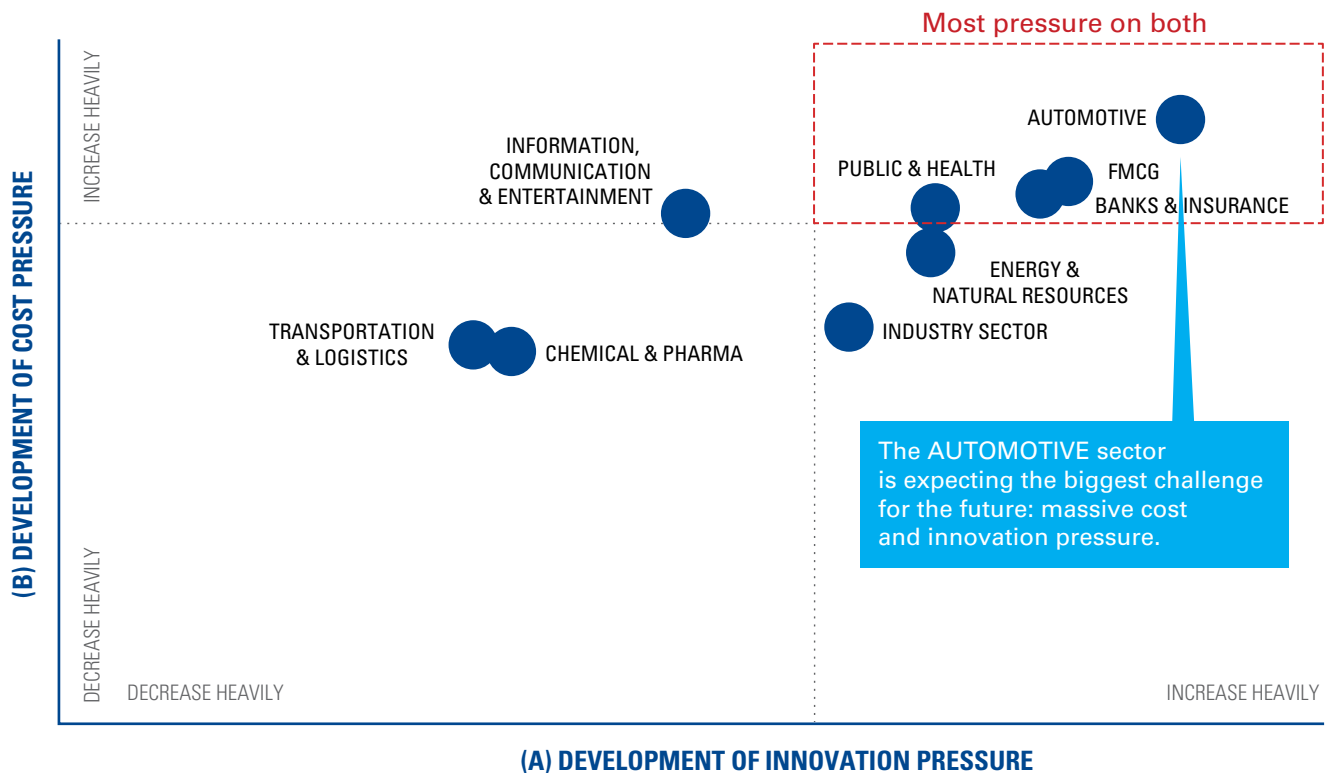 Most pressure on both
INCREASE HEAVILY
AUTOMOTIVE
INFORMATION,
COMMUNICATION
& ENTERTAINMENT
PUBLIC & HEALTH
FMCG
BANKS & INSURANCE
ENERGY &
NATURAL RESOURCES
TRANSPORTATION
& LOGISTICS
CHEMICAL & PHARMA
INDUSTRY SECTOR
(B) DEVELOPMENT OF COST PRESSURE
The AUTOMOTIVE sector
is expecting the biggest challenge
for the future: massive cost
and innovation pressure.
DECREASE HEAVILY
DECREASE HEAVILY
INCREASE HEAVILY
(A) DEVELOPMENT OF INNOVATION PRESSURE